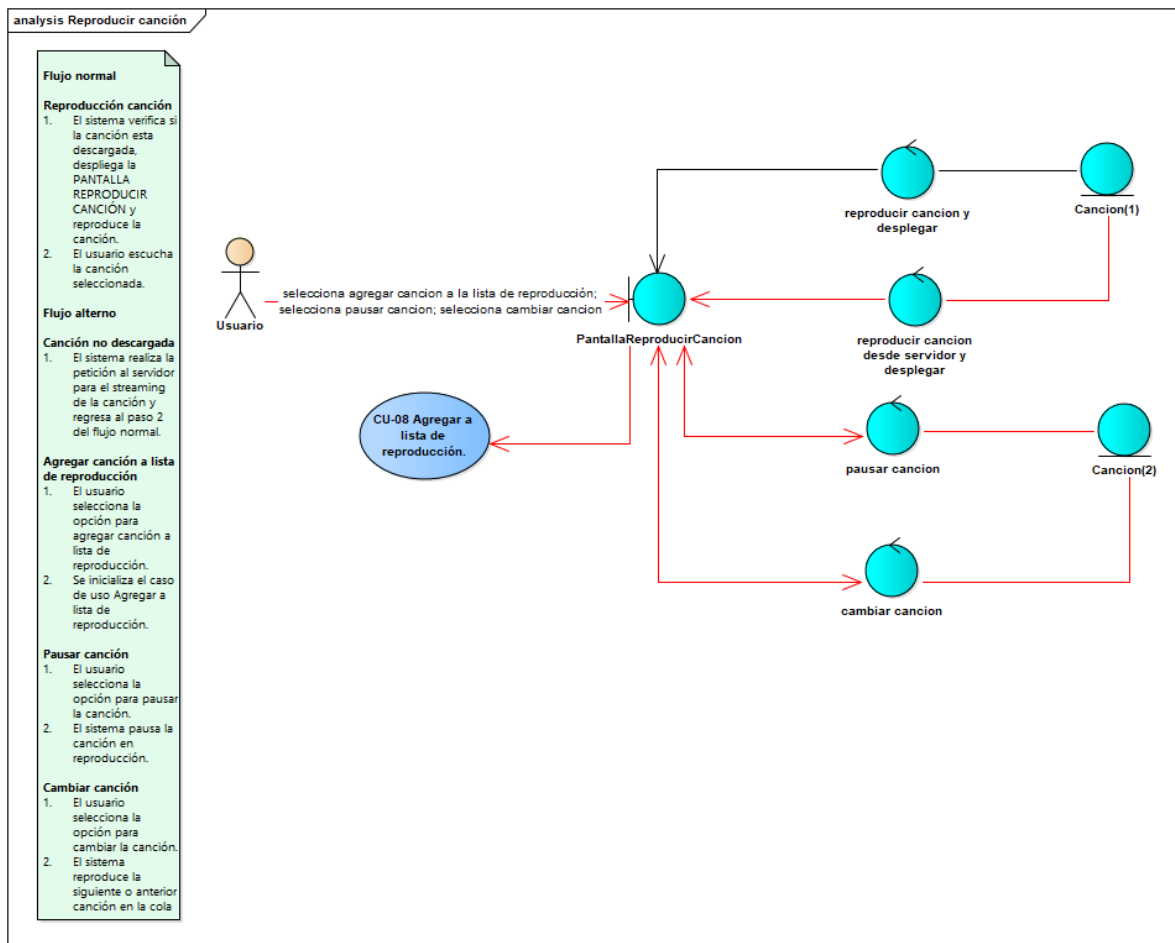 analysis Reproducir canción
Flujo normal
Reproducción canción
1. El sistema verifica si
la canción esta
descargada,
despliega la
PANTALLA
REPRODUCIR
CANCIÓN y
reproduce la
canción.
2. El usuario escucha
la canción
seleccionada.
Flujo alterno
Canción no descargada
1. El sistema realiza la
petición al servidor
para el streaming
de la canción y
regresa al paso 2
del flujo normal.
Agregar canción a lista
de reproducción
1. El usuario
selecciona la
opción para
agregar canción a
lista de
reproducción.
2. Se inicializa el caso
de uso Agregar a
lista de
reproducción.
Pausar canción
1. El usuario
selecciona la
opción para pausar
la canción.
2. El sistema pausa la
canción en
reproducción.
Cambiar canción
1. El usuario
selecciona la
opción para
cambiar la canción.
2. El sistema
reproduce la
siguiente o anterior
canción en la cola
Usuario
selecciona agregar cancion a la lista de reproducción;
selecciona pausar cancion; selecciona cambiar cancion
PantallaReproducirCancion
CU-08 Agregar a
lista de
reproducción.
reproducir cancion y
desplegar
Cancion(1)
reproducir cancion
desde servidor y
desplegar
pausar cancion
Cancion(2)
cambiar cancion